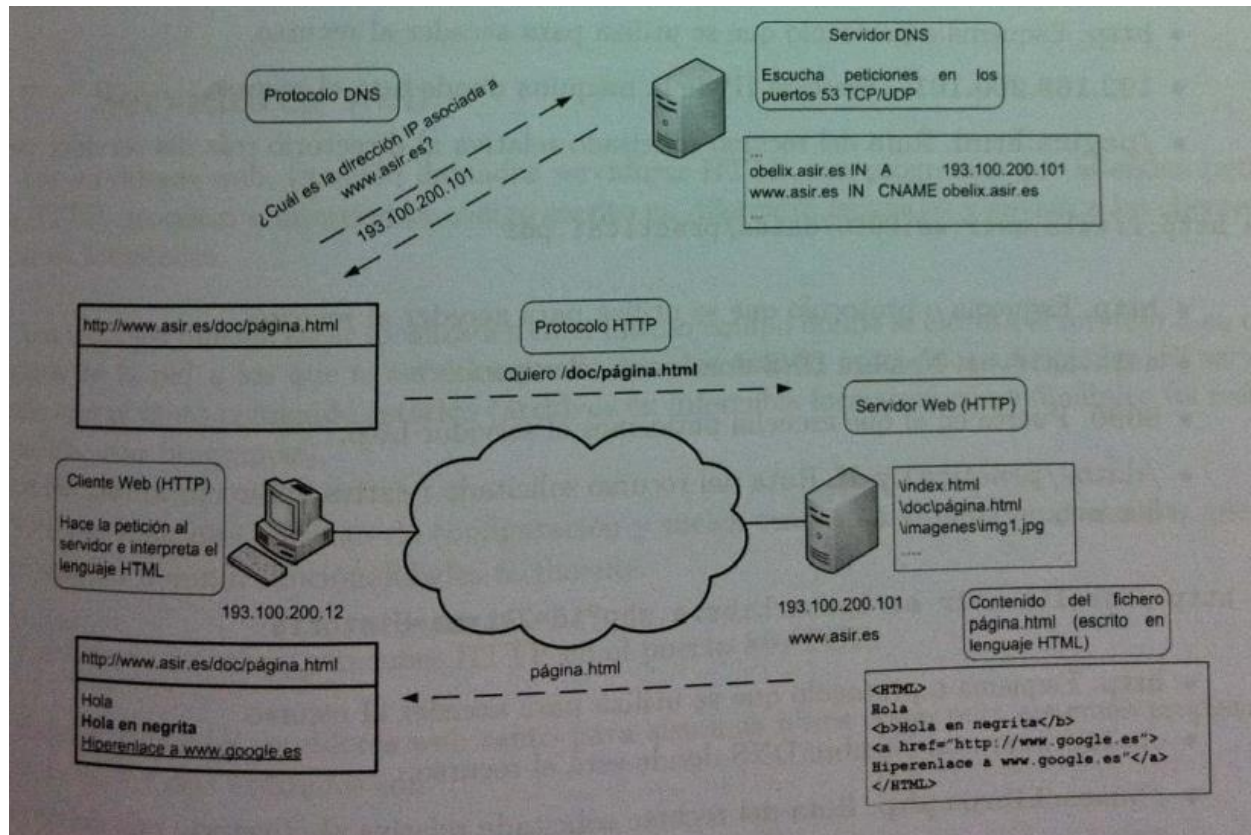 Protocolo DNS
Servidor DNS
Escucha peticiones en los
puertos 53 TCP/UDP
¿Cuál es la dirección IP asociada a
www.asir.es?
193.100.200.101
...
obelix.asir.es IN A 193.100.200.101
www.asir.es IN CNAME obelix.asir.es
...
http://www.asir.es/doc/página.html
Protocolo HTTP
Quiero /doc/página.html
Servidor Web (HTTP)
Cliente Web (HTTP)
Hace la petición al
servidor e interpreta el
lenguaje HTML
193.100.200.12
\index.html
\doc\página.html
\imagenes\img1.jpg
.....
193.100.200.101
www.asir.es
Contenido del fichero
página.html (escrito en
lenguaje HTML)
http://www.asir.es/doc/página.html
Hola
Hola en negrita
Hiperenlace a www.google.es
página.html
<HTML>
Hola
<b>Hola en negrita</b>
<a href="http://www.google.es">
Hiperenlace a www.google.es"</a>
</HTML>